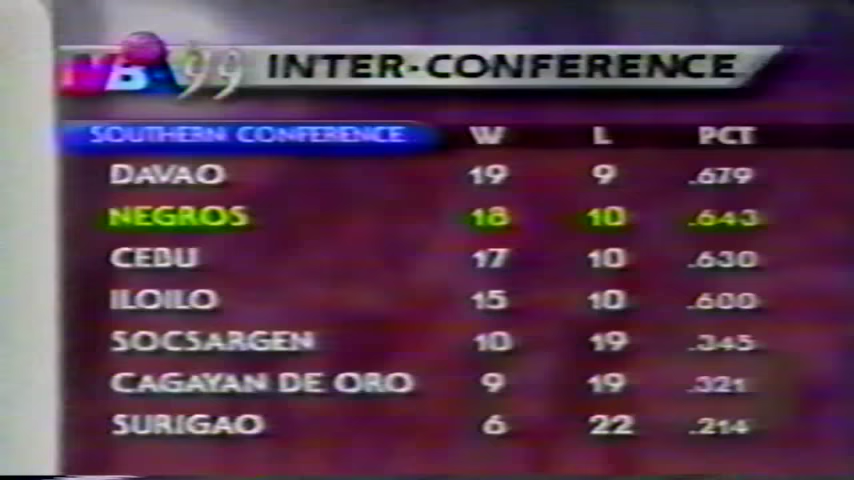 MBA 99 INTER-CONFERENCE
SOUTHERN CONFERENCE W L PCT
DAVAO 19 9 .679
NEGROS 18 10 .643
CEBU 17 10 .630
ILOILO 15 10 .600
SOCSARGEN 10 19 .345
CAGAYAN DE ORO 9 19 .321
SURIGAO 6 22 .214